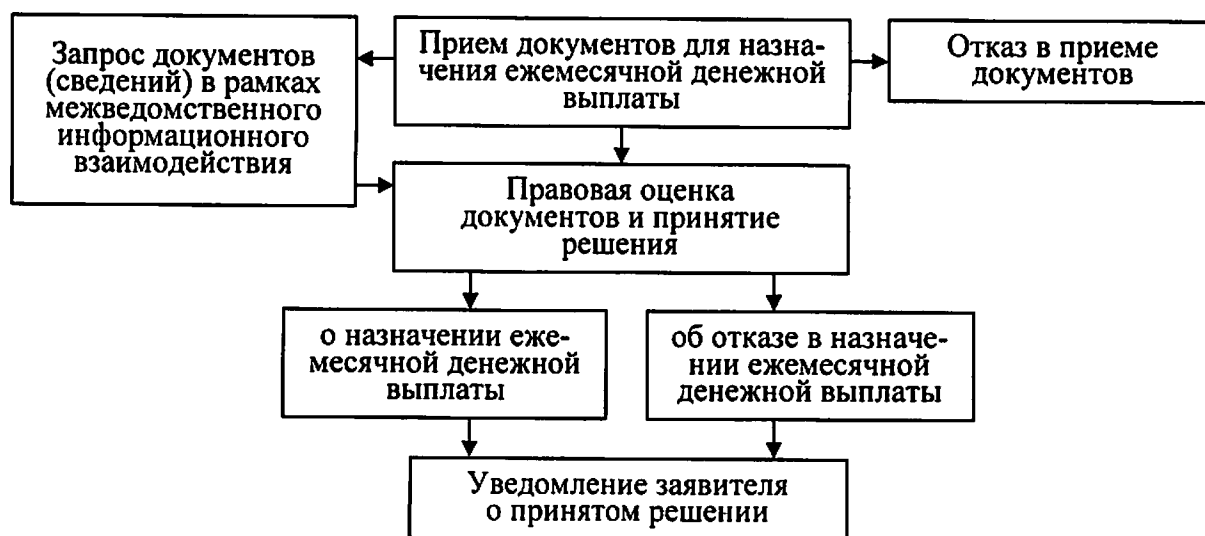 Запрос документов
(сведений) в рамках
межведомственного
информационного
взаимодействия
Прием документов для назна-
чения ежемесячной денежной
выплаты
Отказ в приеме
документов
Правовая оценка
документов и принятие
решения
о назначении еже-
месячной денежной
выплаты
об отказе в назначе-
нии ежемесячной
денежной выплаты
Уведомление заявителя
о принятом решении